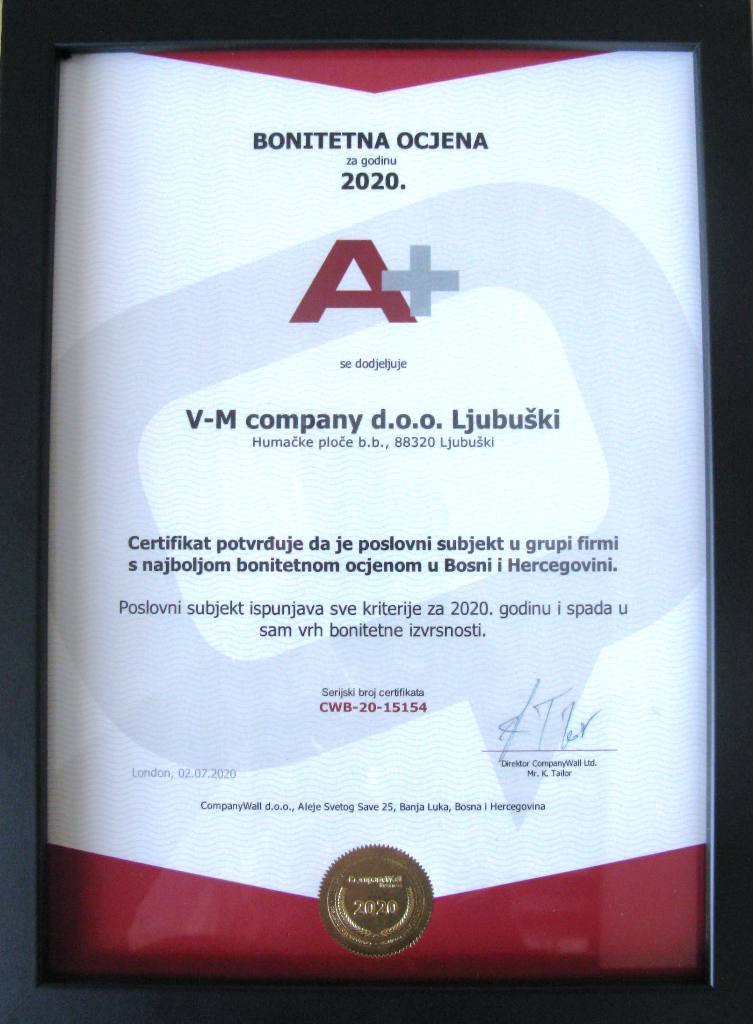 BONITETNA OCJENA
za godinu
2020.
A+
se dodjeljuje
V-M company d.o.o. Ljubuški
Humačke ploče b.b., 88320 Ljubuški
Certifikat potvrđuje da je poslovni subjekt u grupi firmi
s najboljom bonitetnom ocjenom u Bosni i Hercegovini.
Poslovni subjekt ispunjava sve kriterije za 2020. godinu i spada u
sam vrh bonitetne izvrsnosti.
Serijski broj certifikata
CWB-20-15154
Direktor CompanyWall Ltd.
Mr. K. Tailor
London, 02.07.2020
CompanyWall d.o.o., Aleje Svetog Save 25, Banja Luka, Bosna i Hercegovina
CompanyWall
2020